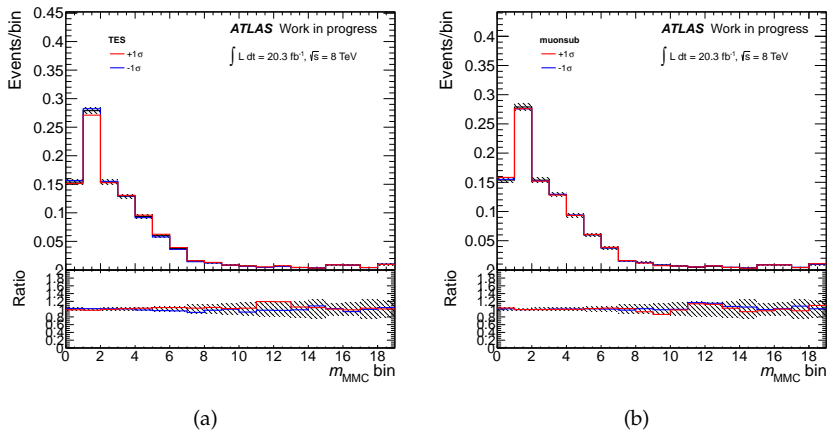 Events/bin
0.45
0.4
0.35
0.3
0.25
0.2
0.15
0.1
0.05
0
ATLAS Work in progress
TES
+1σ
-1σ
∫ L dt = 20.3 fb⁻¹, √s = 8 TeV
Ratio
1.8
1.6
1.4
1.2
1
0.8
0.6
0.4
0.2
0
0 2 4 6 8 10 12 14 16 18
m_MMC bin
(a)
Events/bin
0.4
0.35
0.3
0.25
0.2
0.15
0.1
0.05
0
ATLAS Work in progress
muonsub
+1σ
-1σ
∫ L dt = 20.3 fb⁻¹, √s = 8 TeV
Ratio
1.8
1.6
1.4
1.2
1
0.8
0.6
0.4
0.2
0
0 2 4 6 8 10 12 14 16 18
m_MMC bin
(b)